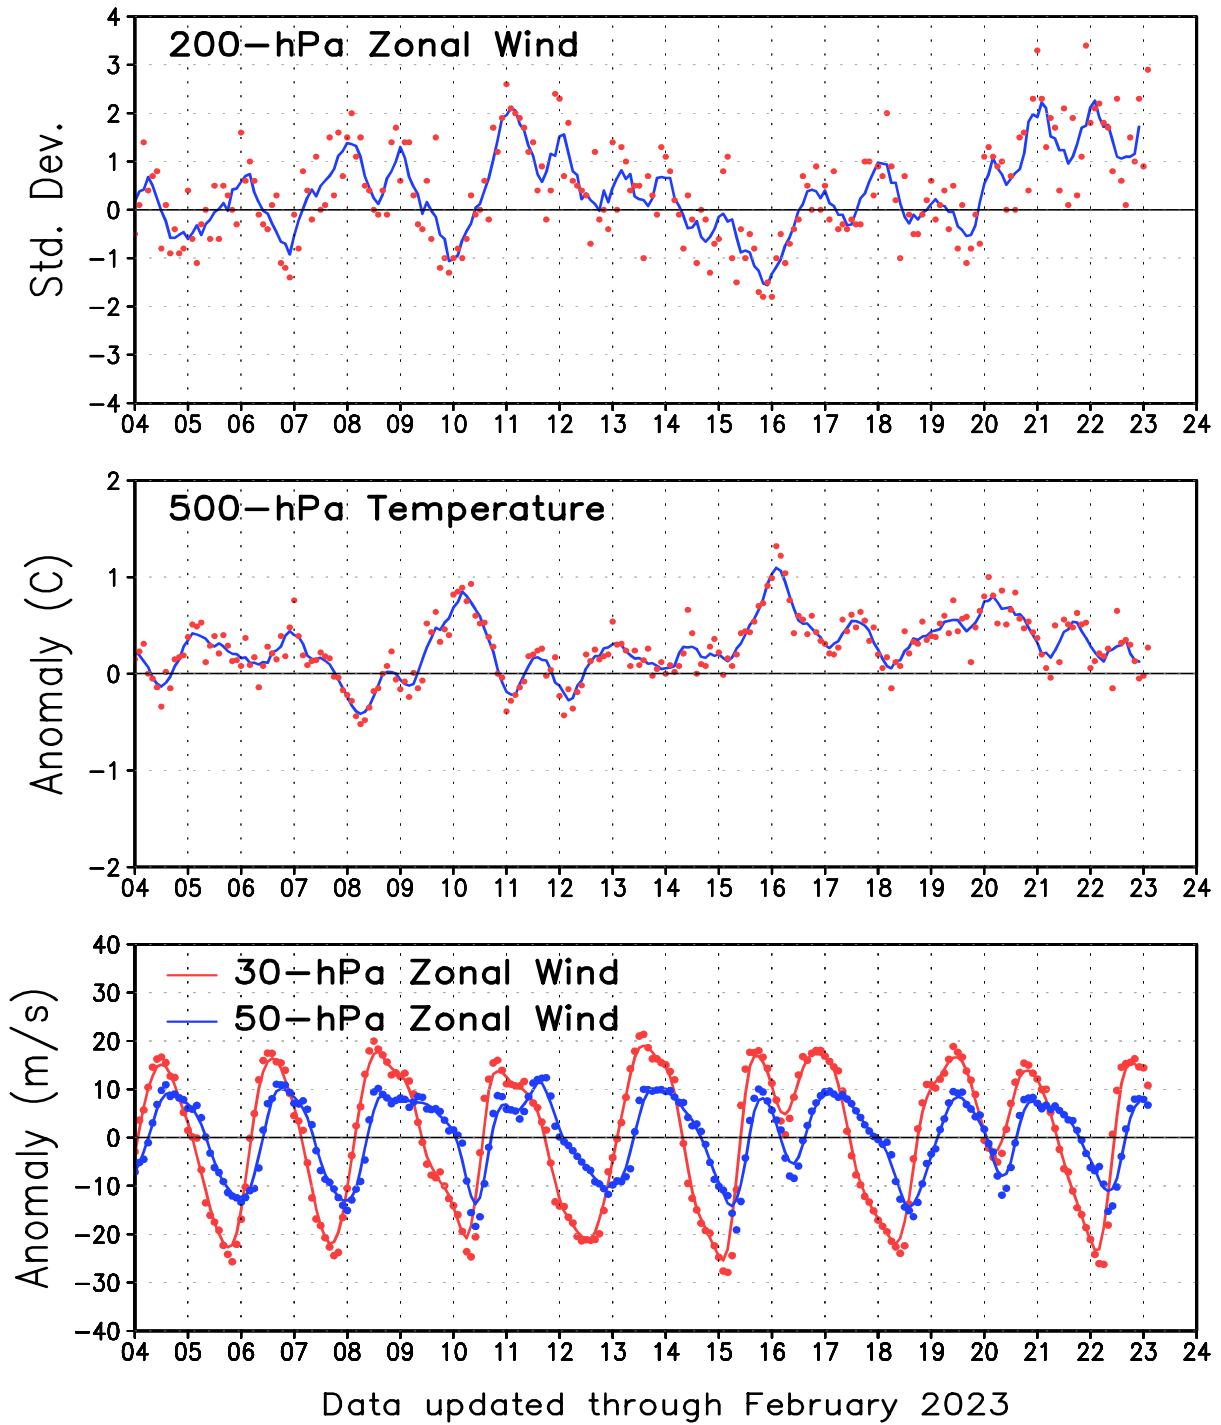 200-hPa Zonal Wind
Std. Dev.
4
3
2
1
0
-1
-2
-3
-4
04 05 06 07 08 09 10 11 12 13 14 15 16 17 18 19 20 21 22 23 24
500-hPa Temperature
Anomaly (C)
2
1
0
-1
-2
04 05 06 07 08 09 10 11 12 13 14 15 16 17 18 19 20 21 22 23 24
30-hPa Zonal Wind
50-hPa Zonal Wind
Anomaly (m/s)
40
30
20
10
0
-10
-20
-30
-40
04 05 06 07 08 09 10 11 12 13 14 15 16 17 18 19 20 21 22 23 24
Data updated through February 2023